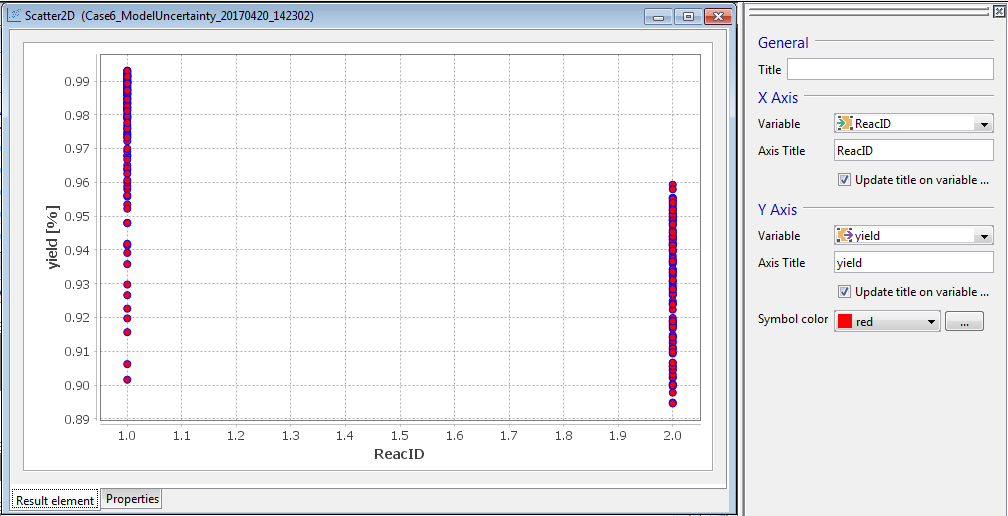 Scatter2D (Case6_ModelUncertainty_20170420_142302)
0.99
0.98
0.97
0.96
0.95
0.94
0.93
0.92
0.91
0.90
0.89
yield [%]
1.0 1.1 1.2 1.3 1.4 1.5 1.6 1.7 1.8 1.9 2.0
ReacID
Result element Properties
General
Title
X Axis
Variable ReacID
Axis Title ReacID
Update title on variable ...
Y Axis
Variable yield
Axis Title yield
Update title on variable ...
Symbol color red ...